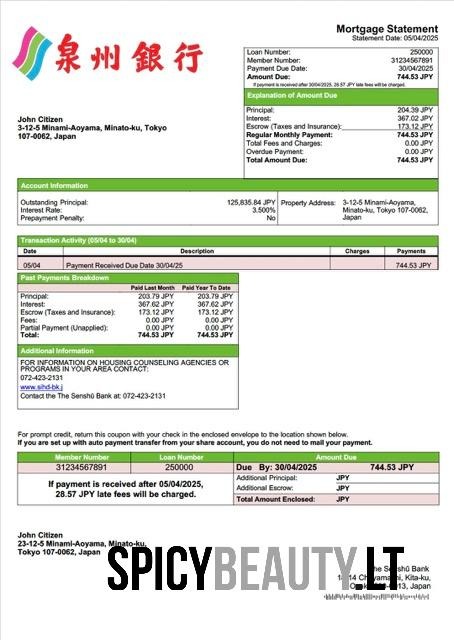 泉州銀行
Mortgage Statement
Statement Date: 05/04/2025
Loan Number: 250000
Member Number: 31234567891
Payment Due Date: 30/04/2025
Amount Due: 744.53 JPY
If payment is received after 30/04/2025, 28.57 JPY late fees will be charged.
Explanation of Amount Due
Principal: 204.39 JPY
Interest: 367.02 JPY
Escrow (Taxes and Insurance): 173.12 JPY
Regular Monthly Payment: 744.53 JPY
Total Fees and Charges: 0.00 JPY
Overdue Payment: 0.00 JPY
Total Amount Due: 744.53 JPY
John Citizen
3-12-5 Minami-Aoyama, Minato-ku, Tokyo
107-0062, Japan
Account Information
Outstanding Principal: 125,835.84 JPY
Interest Rate: 3.500%
Prepayment Penalty: No
Property Address: 3-12-5 Minami-Aoyama,
Minato-ku, Tokyo 107-0062,
Japan
Transaction Activity (05/04 to 30/04)
Date Description Charges Payments
05/04 Payment Received Due Date 30/04/25 744.53 JPY
Past Payments Breakdown
Paid Last Month Paid Year To Date
Principal: 203.79 JPY 203.79 JPY
Interest: 367.62 JPY 367.62 JPY
Escrow (Taxes and Insurance): 173.12 JPY 173.12 JPY
Fees: 0.00 JPY 0.00 JPY
Partial Payment (Unapplied): 0.00 JPY 0.00 JPY
Total: 744.53 JPY 744.53 JPY
Additional Information
FOR INFORMATION ON HOUSING COUNSELING AGENCIES OR
PROGRAMS IN YOUR AREA CONTACT:
072-423-2131
www.sihd-bk.j
Contact the The Senshū Bank at: 072-423-2131
For prompt credit, return this coupon with your check in the enclosed envelope to the location shown below.
If you are set up with auto payment transfer from your share account, you do not need to mail your payment.
Member Number Loan Number Amount Due
31234567891 250000 Due By: 30/04/2025 744.53 JPY
If payment is received after 05/04/2025,
28.57 JPY late fees will be charged.
Additional Principal: JPY
Additional Escrow: JPY
Total Amount Enclosed: JPY
John Citizen
23-12-5 Minami-Aoyama, Minato-ku,
Tokyo 107-0062, Japan
SPICYBEAUTY.LT
The Senshū Bank
Kita-ku,
Japan